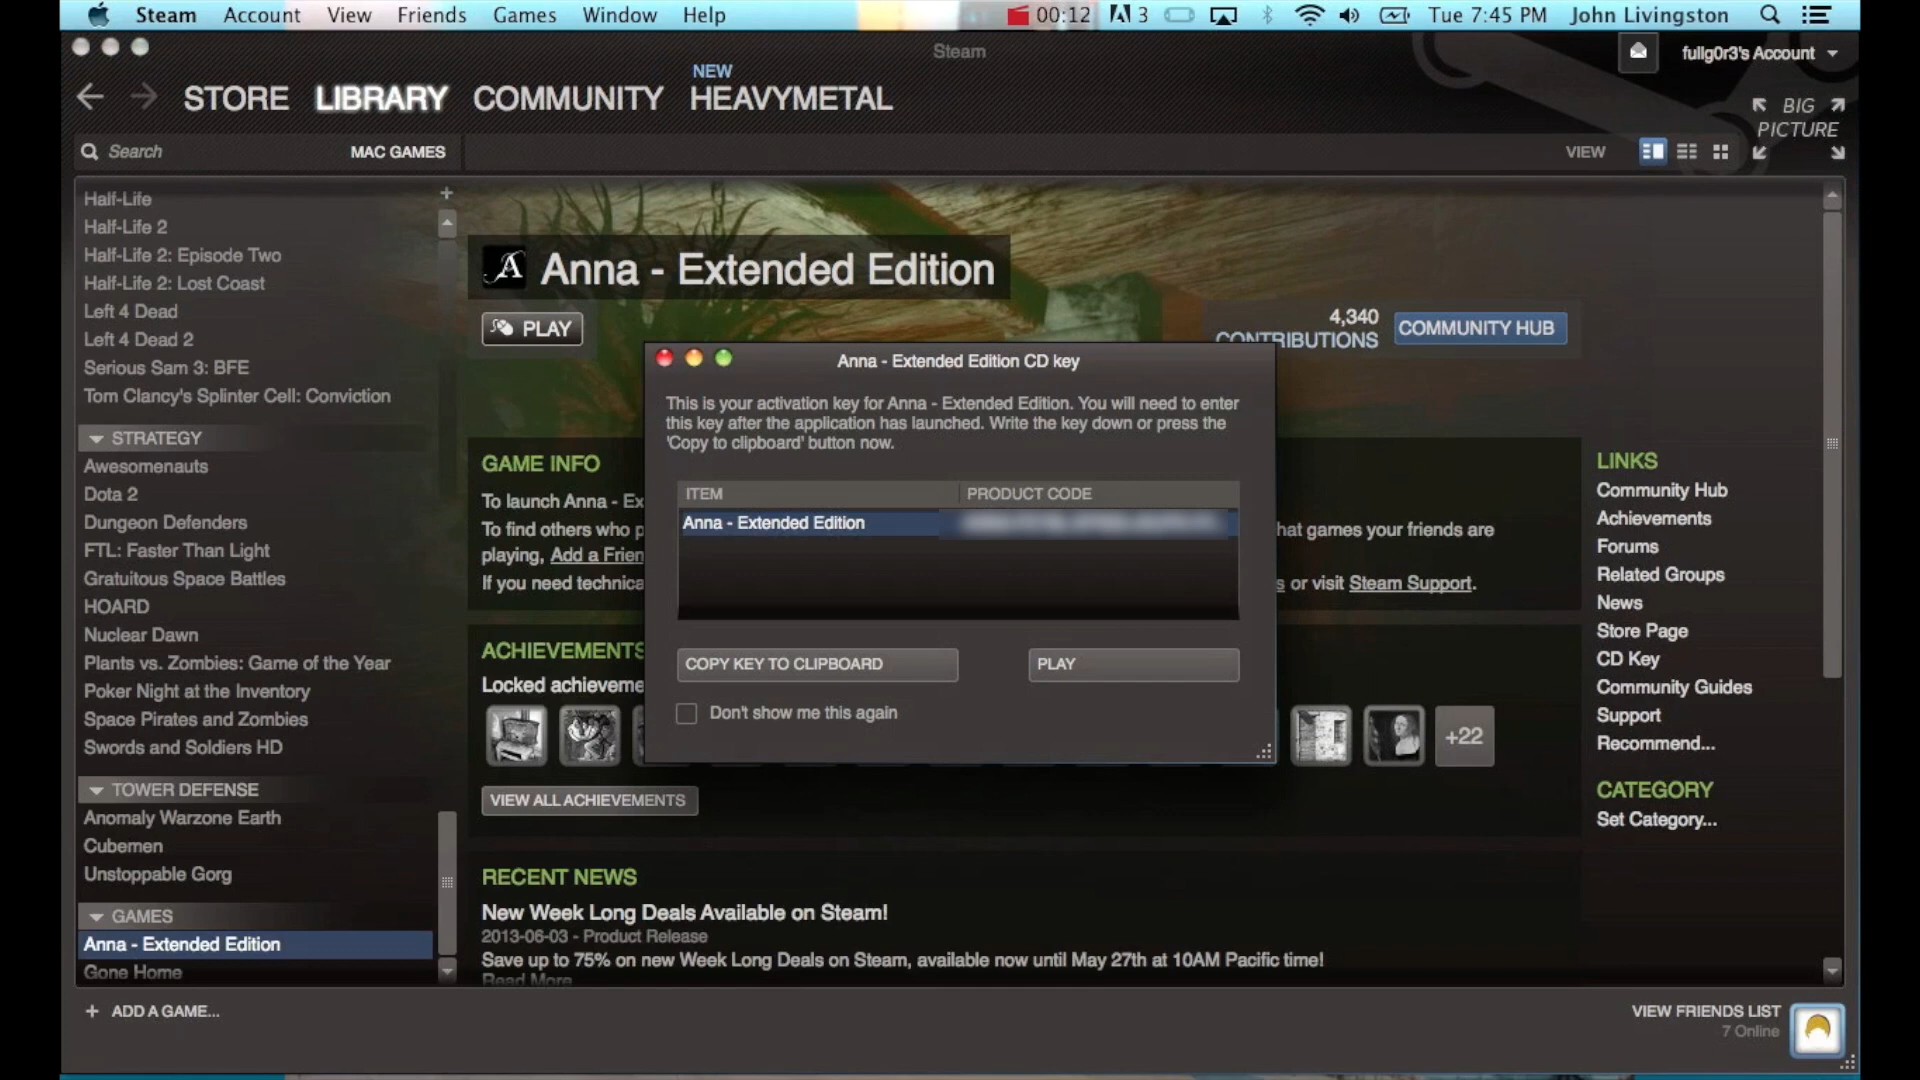 Steam Account View Friends Games Window Help 00:12 3 Tue 7:45 PM John Livingston
Steam
fullg0r3's Account
NEW
STORE LIBRARY COMMUNITY HEAVYMETAL
BIG PICTURE
Search MAC GAMES VIEW
Half-Life
Half-Life 2
Half-Life 2: Episode Two
Half-Life 2: Lost Coast
Left 4 Dead
Left 4 Dead 2
Serious Sam 3: BFE
Tom Clancy's Splinter Cell: Conviction
STRATEGY
Awesomenauts
Dota 2
Dungeon Defenders
FTL: Faster Than Light
Gratuitous Space Battles
HOARD
Nuclear Dawn
Plants vs. Zombies: Game of the Year
Poker Night at the Inventory
Space Pirates and Zombies
Swords and Soldiers HD
TOWER DEFENSE
Anomaly Warzone Earth
Cubemen
Unstoppable Gorg
GAMES
Anna - Extended Edition
Gone Home
+ ADD A GAME...
A Anna - Extended Edition
PLAY
4,340
CONTRIBUTIONS
COMMUNITY HUB
Anna - Extended Edition CD key
This is your activation key for Anna - Extended Edition. You will need to enter
this key after the application has launched. Write the key down or press the
'Copy to clipboard' button now.
ITEM PRODUCT CODE
Anna - Extended Edition
COPY KEY TO CLIPBOARD PLAY
Don't show me this again
GAME INFO
To launch Anna - Ex
To find others who p hat games your friends are
playing, Add a Frien
If you need technica s or visit Steam Support.
ACHIEVEMENTS
Locked achieveme
+22
VIEW ALL ACHIEVEMENTS
RECENT NEWS
New Week Long Deals Available on Steam!
2013-06-03 - Product Release
Save up to 75% on new Week Long Deals on Steam, available now until May 27th at 10AM Pacific time!
Read More
LINKS
Community Hub
Achievements
Forums
Related Groups
News
Store Page
CD Key
Community Guides
Support
Recommend...
CATEGORY
Set Category...
VIEW FRIENDS LIST
7 Online